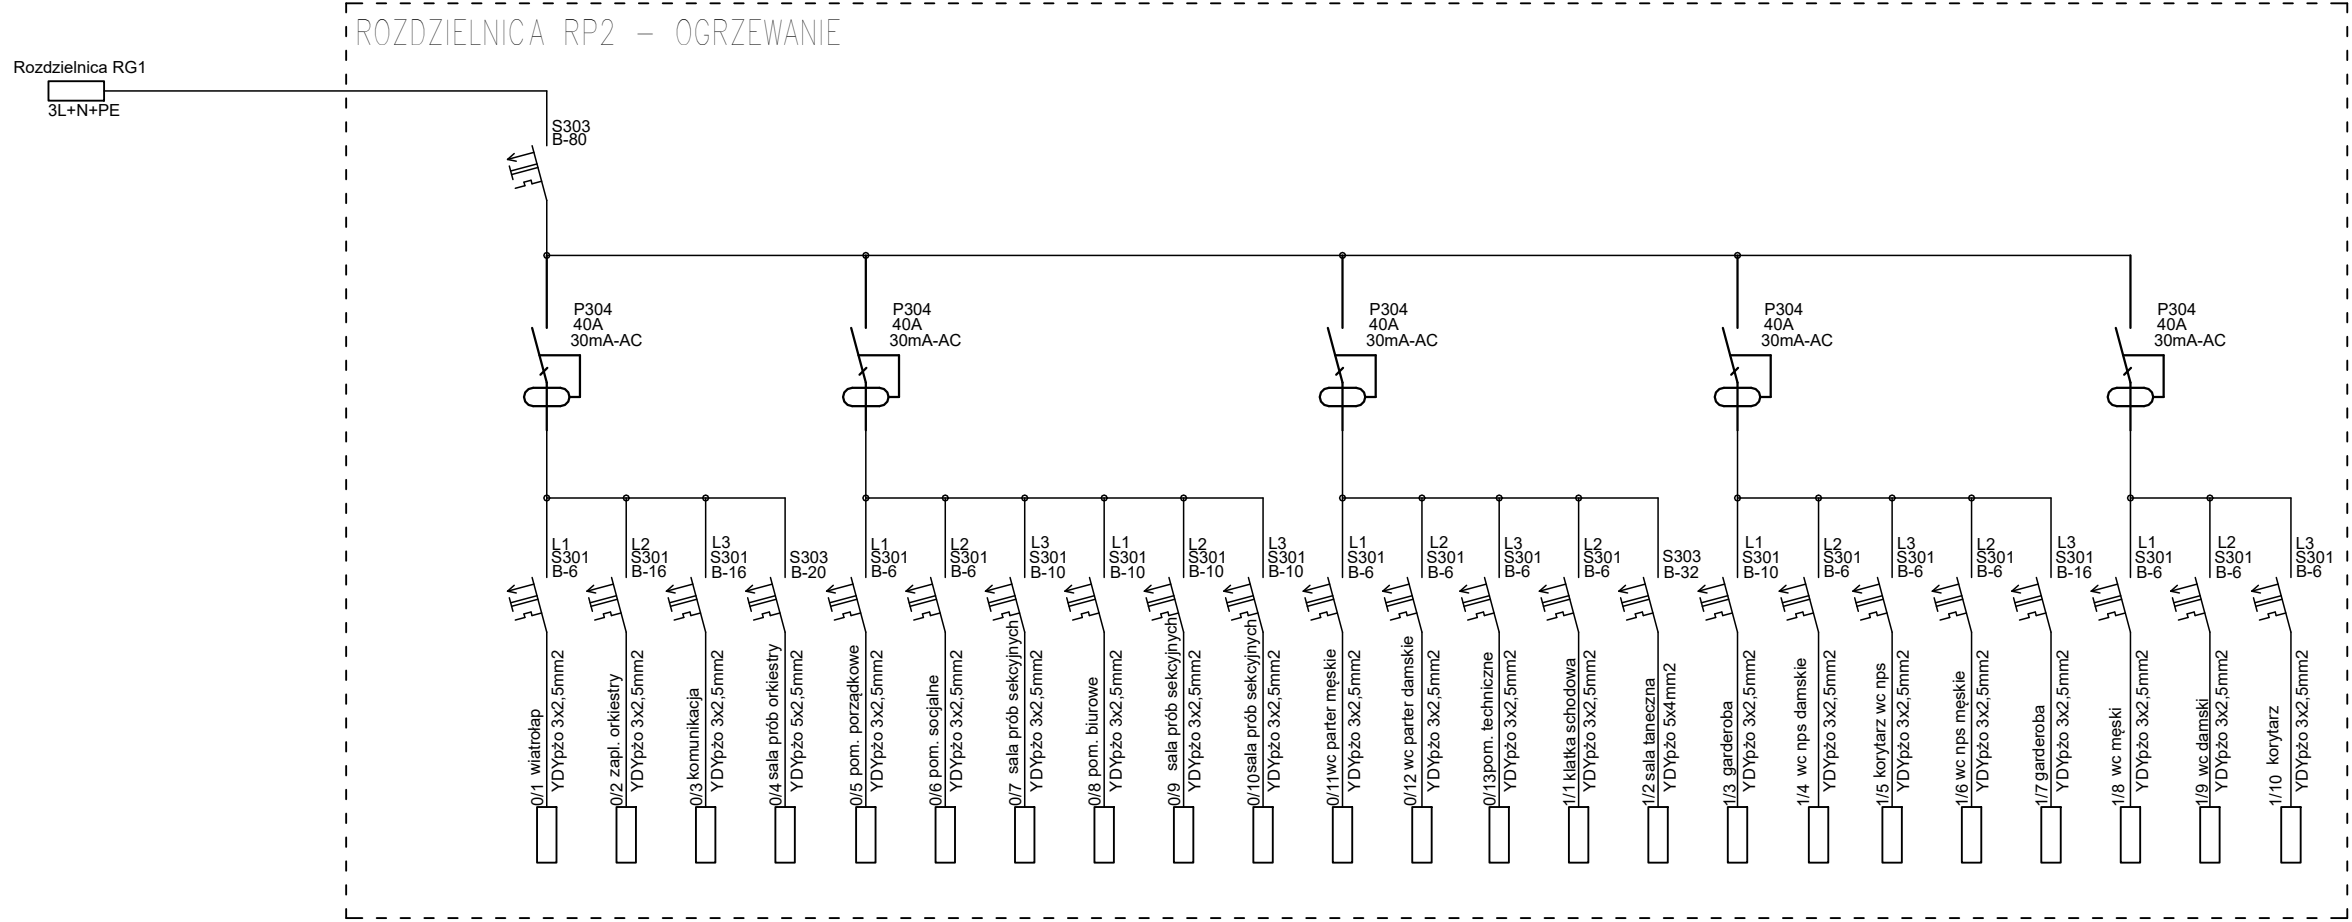 ROZDZIELNICA RP2 - OGRZEWANIE
Rozdzielnica RG1
3L+N+PE
S303
B-80
P304
40A
30mA-AC
P304
40A
30mA-AC
P304
40A
30mA-AC
P304
40A
30mA-AC
P304
40A
30mA-AC
L1
S301
B-6
L2
S301
B-16
L3
S301
B-16
S303
B-20
L1
S301
B-6
L2
S301
B-6
L3
S301
B-10
L1
S301
B-10
L2
S301
B-10
L3
S301
B-10
L1
S301
B-6
L2
S301
B-6
L3
S301
B-6
L2
S301
B-6
S303
B-32
L1
S301
B-10
L2
S301
B-6
L3
S301
B-6
L2
S301
B-6
L3
S301
B-16
L1
S301
B-6
L2
S301
B-6
L3
S301
B-6
0/1 wiatrołap
YDYpżo 3x2,5mm2
0/2 zapl. orkiestry
YDYpżo 3x2,5mm2
0/3 komunikacja
YDYpżo 3x2,5mm2
0/4 sala prób orkiestry
YDYpżo 5x2,5mm2
0/5 pom. porządkowe
YDYpżo 3x2,5mm2
0/6 pom. socjalne
YDYpżo 3x2,5mm2
0/7 sala prób sekcyjnych
YDYpżo 3x2,5mm2
0/8 pom. biurowe
YDYpżo 3x2,5mm2
0/9 sala prób sekcyjnych
YDYpżo 3x2,5mm2
0/10sala prób sekcyjnych
YDYpżo 3x2,5mm2
0/11wc parter męskie
YDYpżo 3x2,5mm2
0/12 wc parter damskie
YDYpżo 3x2,5mm2
0/13pom. techniczne
YDYpżo 3x2,5mm2
1/1 klatka schodowa
YDYpżo 3x2,5mm2
1/2 sala taneczna
YDYpżo 5x4mm2
1/3 garderoba
YDYpżo 3x2,5mm2
1/4 wc nps damskie
YDYpżo 3x2,5mm2
1/5 korytarz wc nps
YDYpżo 3x2,5mm2
1/6 wc nps męskie
YDYpżo 3x2,5mm2
1/7 garderoba
YDYpżo 3x2,5mm2
1/8 wc męski
YDYpżo 3x2,5mm2
1/9 wc damski
YDYpżo 3x2,5mm2
1/10 korytarz
YDYpżo 3x2,5mm2